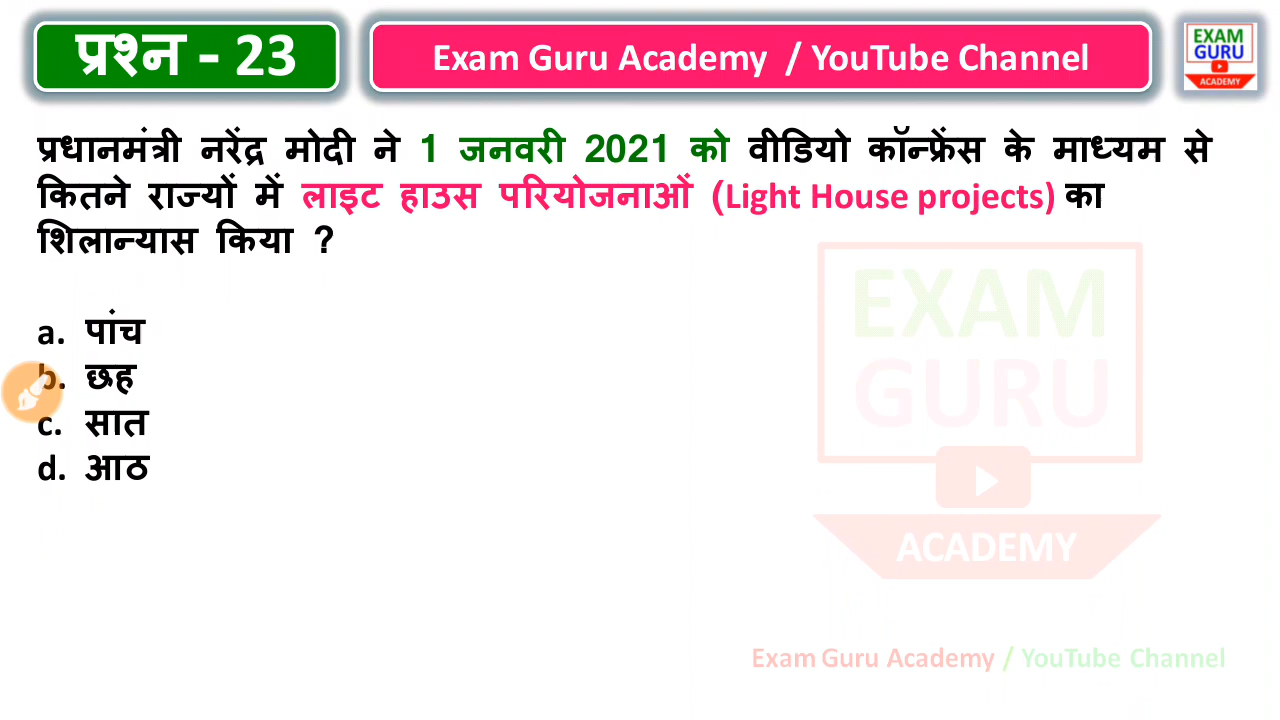 प्रश्न - 23
Exam Guru Academy / YouTube Channel
EXAM
GURU
ACADEMY
प्रधानमंत्री नरेंद्र मोदी ने 1 जनवरी 2021 को वीडियो कॉन्फ्रेंस के माध्यम से
कितने राज्यों में लाइट हाउस परियोजनाओं (Light House projects) का
शिलान्यास किया ?
a. पांच
b. छह
c. सात
d. आठ
EXAM
GURU
ACADEMY
Exam Guru Academy / YouTube Channel